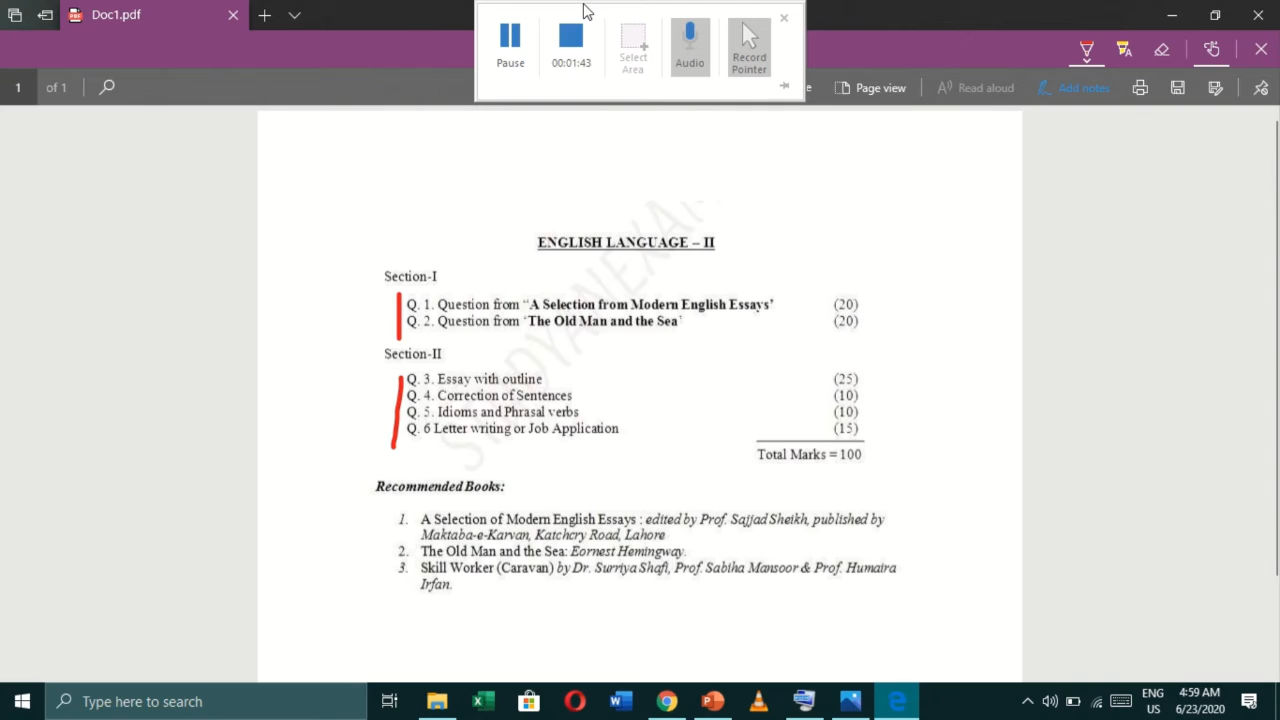 Doc1.pdf
Pause
00:01:43
Select
Area
Audio
Record
Pointer
1 of 1
e
Page view
Read aloud
Add notes
STUDYANEXAM
ENGLISH LANGUAGE – II
Section-I
Q. 1. Question from “A Selection from Modern English Essays’ (20)
Q. 2. Question from ‘The Old Man and the Sea’ (20)
Section-II
Q. 3. Essay with outline (25)
Q. 4. Correction of Sentences (10)
Q. 5. Idioms and Phrasal verbs (10)
Q. 6 Letter writing or Job Application (15)
Total Marks = 100
Recommended Books:
1. A Selection of Modern English Essays : edited by Prof. Sajjad Sheikh, published by
Maktaba-e-Karvan, Katchcry Road, Lahore
2. The Old Man and the Sea: Eornest Hemingway.
3. Skill Worker (Caravan) by Dr. Surriya Shafi, Prof. Sabiha Mansoor & Prof. Humaira
Irfan.
Type here to search
ENG
US
4:59 AM
6/23/2020